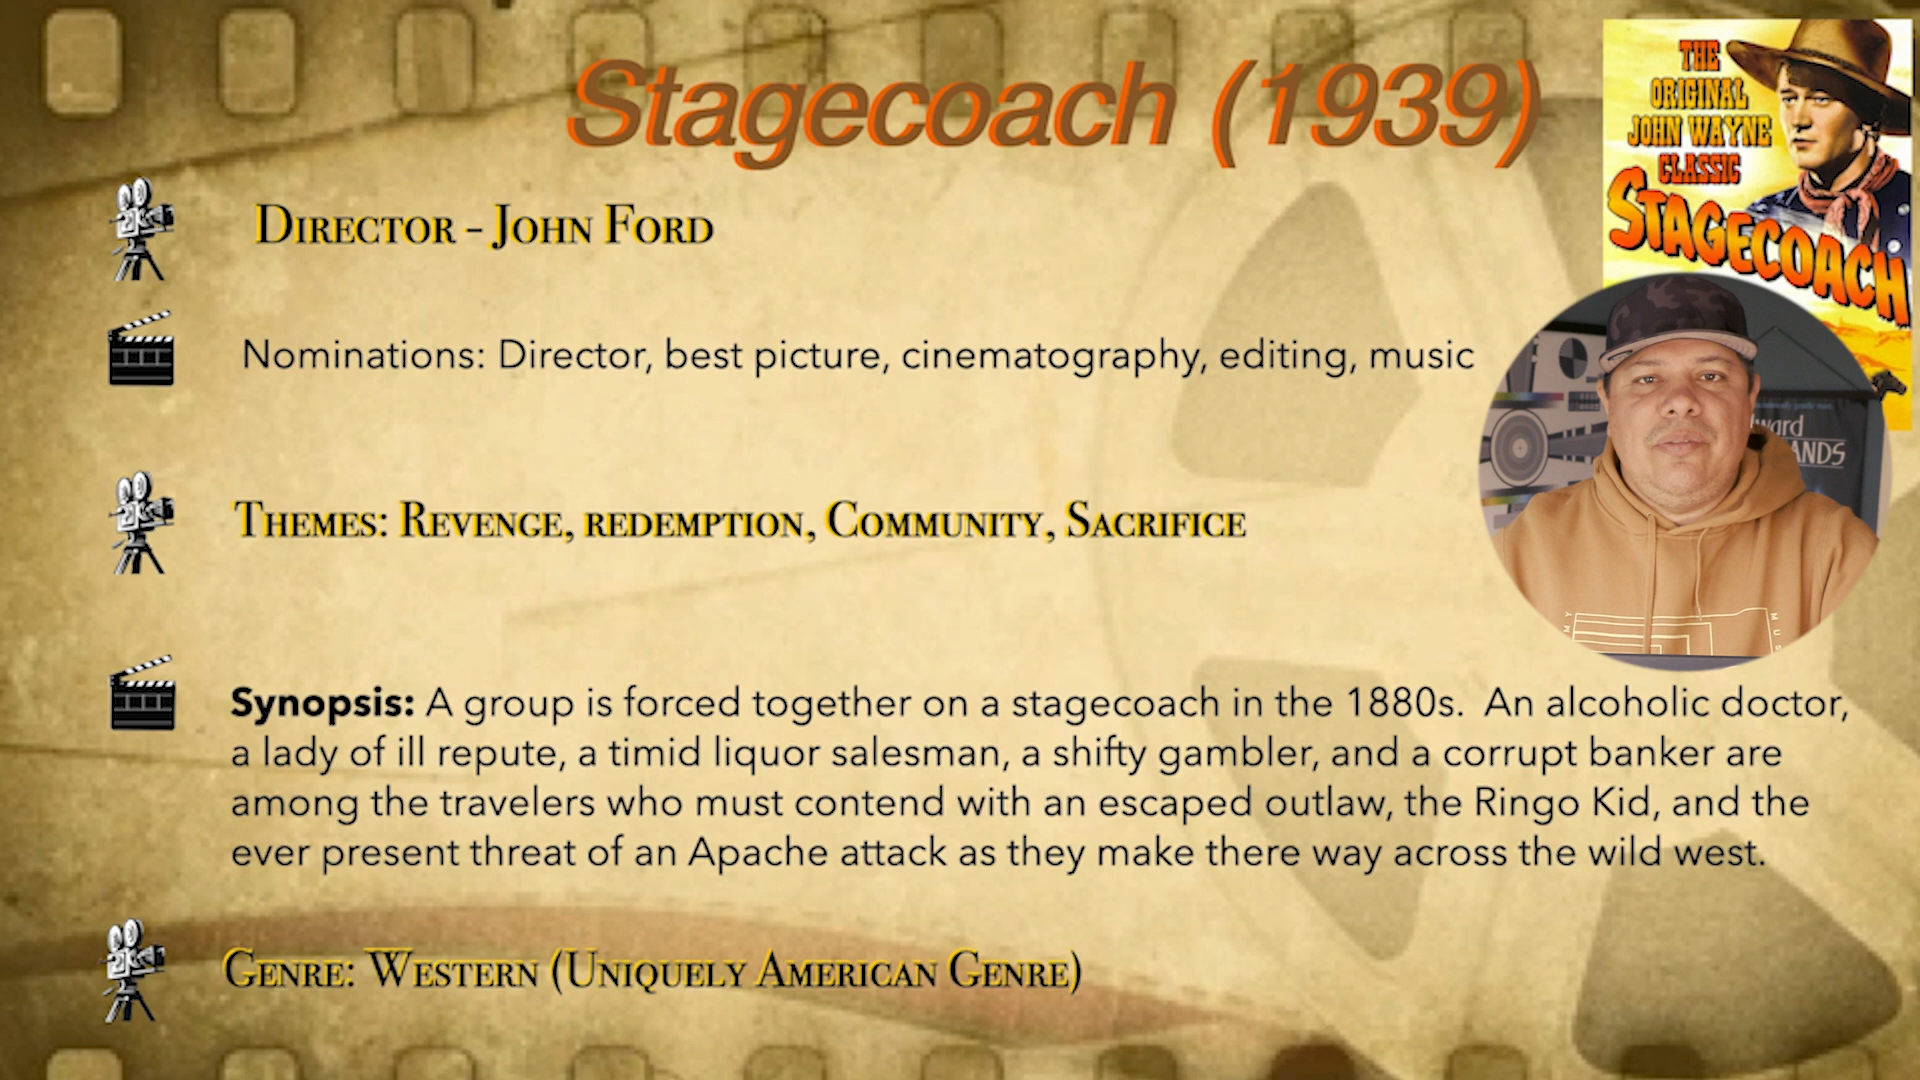 Stagecoach (1939)
THE
ORIGINAL
JOHN WAYNE
CLASSIC
STAGECOACH
Director - John Ford
Nominations: Director, best picture, cinematography, editing, music
ward
ANDS
Themes: Revenge, redemption, Community, Sacrifice
Synopsis: A group is forced together on a stagecoach in the 1880s. An alcoholic doctor,
a lady of ill repute, a timid liquor salesman, a shifty gambler, and a corrupt banker are
among the travelers who must contend with an escaped outlaw, the Ringo Kid, and the
ever present threat of an Apache attack as they make there way across the wild west.
Genre: Western (Uniquely American Genre)